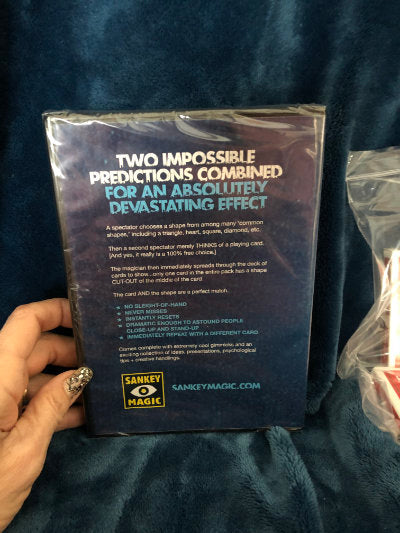 TWO IMPOSSIBLE
PREDICTIONS COMBINED
FOR AN ABSOLUTELY
DEVASTATING EFFECT
A spectator chooses a shape from among many "common
shapes," including a triangle, heart, square, diamond, etc.
Then a second spectator merely THINKS of a playing card.
[And yes, it really is a 100% free choice.]
The magician then immediately spreads through the deck of
cards to show...only one card in the entire pack has a shape
CUT-OUT of the middle of the card
The card AND the shape are a perfect match.
★ NO SLEIGHT-OF-HAND
★ NEVER MISSES
★ INSTANTLY RESETS
★ DRAMATIC ENOUGH TO ASTOUND PEOPLE
CLOSE-UP AND STAND-UP
★ IMMEDIATELY REPEAT WITH A DIFFERENT CARD
Comes complete with extremely cool gimmicks, and an
exciting collection of ideas, presentations, psychological
tips + creative handlings.
SANKEY
MAGIC
SANKEYMAGIC.COM